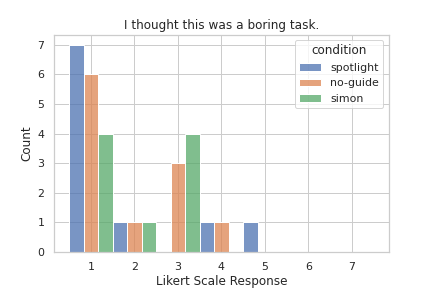 I thought this was a boring task.
condition
spotlight
no-guide
simon
7
6
5
4
3
2
1
0
Count
1 2 3 4 5 6 7
Likert Scale Response